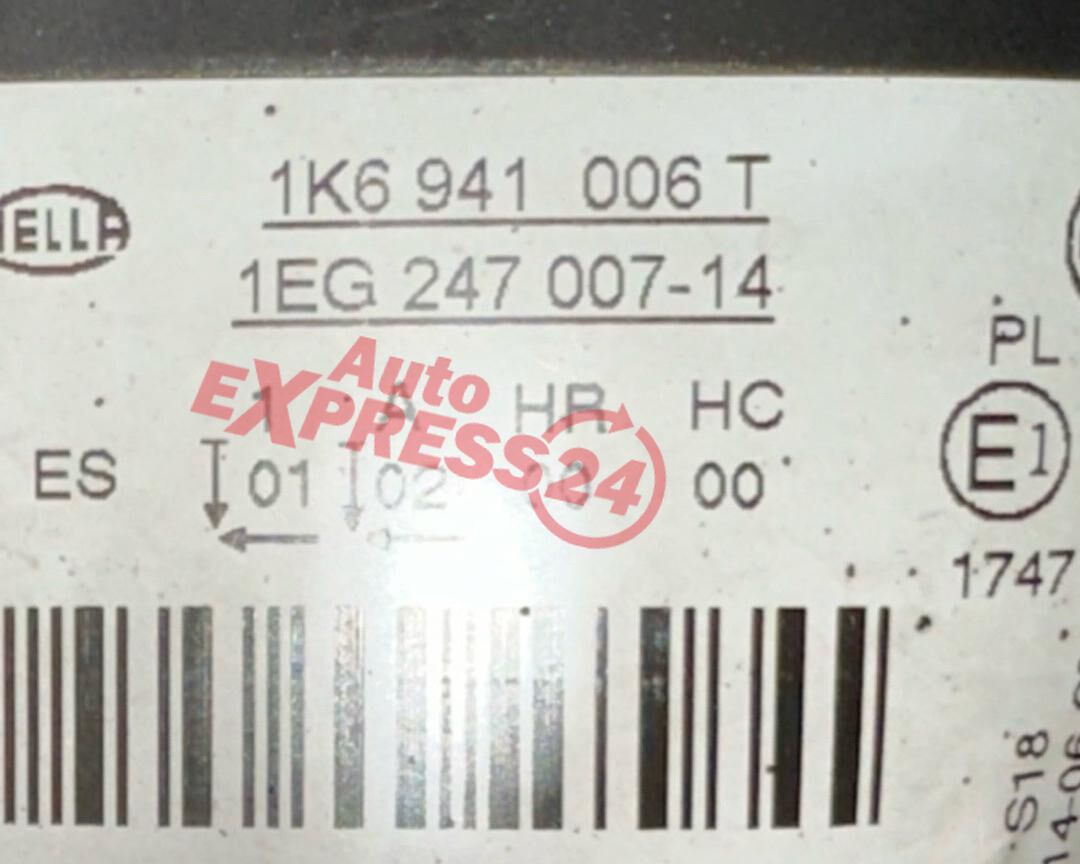 1K6 941 006 T
HELLA
1EG 247 007-14
PL
Auto
EXPRESS24
1 A HR HC
ES 01 02 00
E1
1747
S18